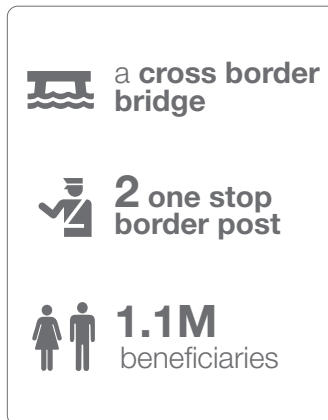 a cross border
bridge
2 one stop
border post
1.1M
beneficiaries